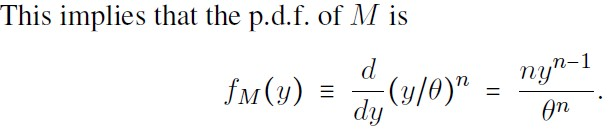 This implies that the p.d.f. of M is
f_M(y) ≡ d/dy (y/θ)^n = ny^{n−1}/θ^n.